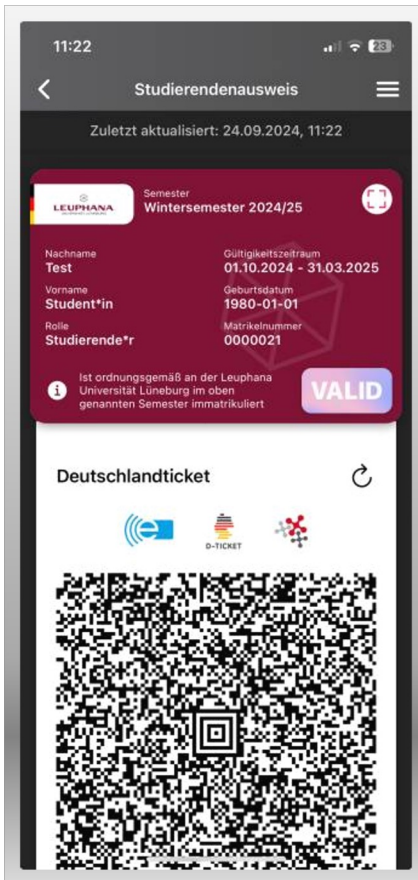 11:22
23
Studierendenausweis
Zuletzt aktualisiert: 24.09.2024, 11:22
LEUPHANA
Semester
Wintersemester 2024/25
Nachname
Test
Gültigkeitszeitraum
01.10.2024 - 31.03.2025
Vorname
Student*in
Geburtsdatum
1980-01-01
Rolle
Studierende*r
Matrikelnummer
0000021
Ist ordnungsgemäß an der Leuphana
Universität Lüneburg im oben
genannten Semester immatrikuliert
VALID
Deutschlandticket
D-TICKET